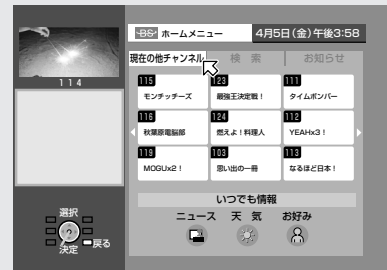 BS ホームメニュー 4月5日(金)午後3:58
現在の他チャンネル 検 索 お知らせ
114
115 123 111
モンチッチーズ 最強王決定戦! タイムボンバー
116 124 112
秋葉原電脳部 燃えよ!料理人 YEAHx3!
119 103 113
MOGUx2! 思い出の一冊 なるほど日本!
いつでも情報
ニュース 天 気 お好み
選択
戻る
決定